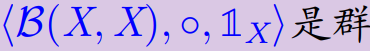 ⟨𝓑(X, X), ∘, 𝟙_X⟩是群